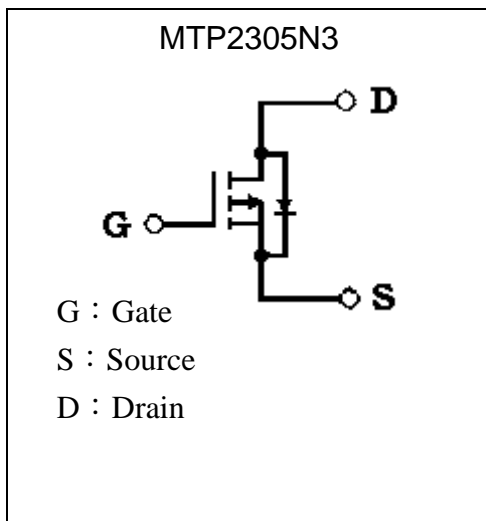 MTP2305N3
D
G
S
G：Gate
S：Source
D：Drain